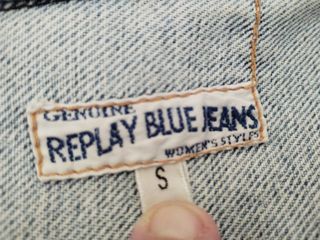 GENUINE
REPLAY BLUE JEANS
WOMEN'S STYLES
S